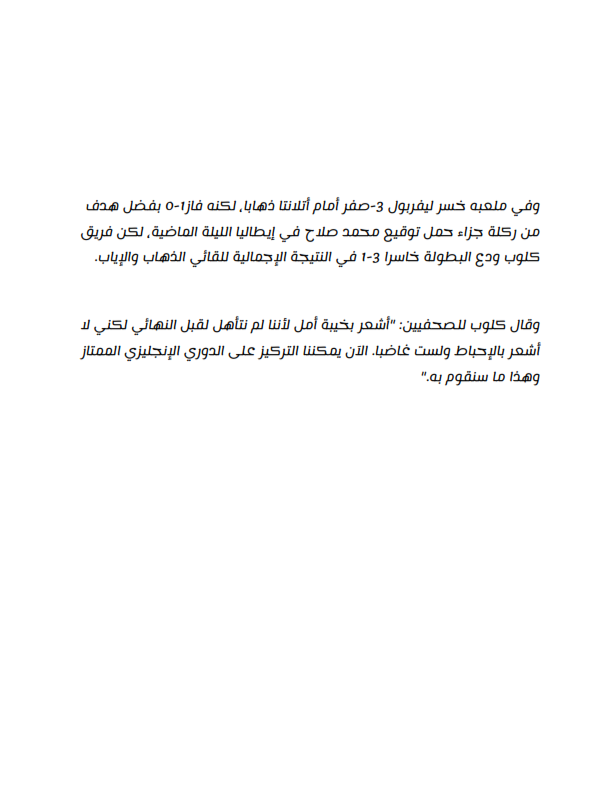 وفي ملعبه خسر ليفربول 3-صفر أمام أتلانتا ذهابا، لكنه فاز1-0 بفضل هدف
من ركلة جزاء حمل توقيع محمد صلاح في إيطاليا الليلة الماضية، لكن فريق
كلوب ودع البطولة خاسرا 3-1 في النتيجة الإجمالية للقائي الذهاب والإياب.
وقال كلوب للصحفيين: "أشعر بخيبة أمل لأننا لم نتأهل لقبل النهائي لكني لا
أشعر بالإحباط ولست غاضبا. الآن يمكننا التركيز على الدوري الإنجليزي الممتاز
وهذا ما سنقوم به."